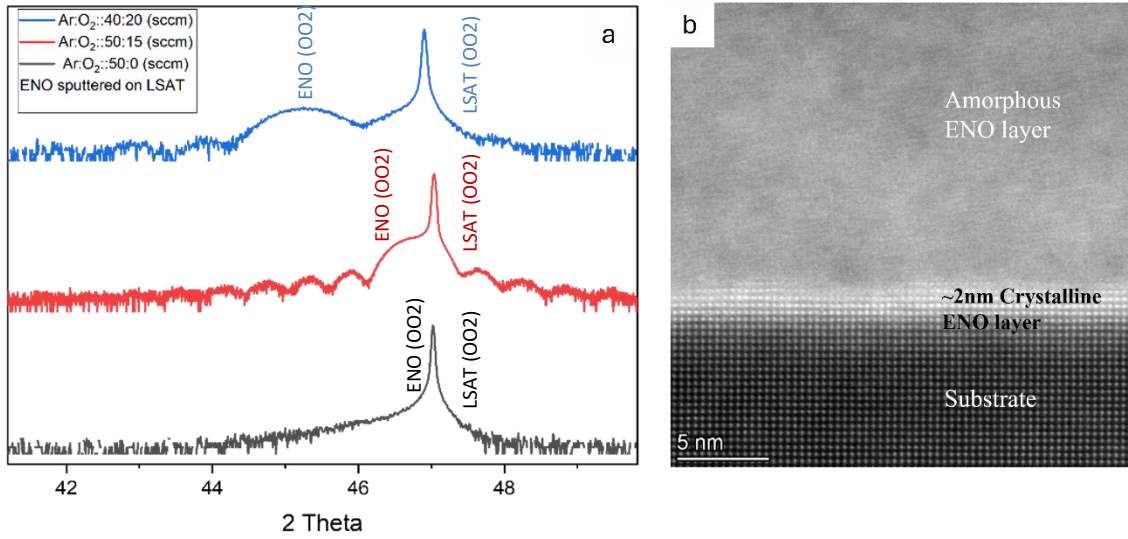 Ar:O₂::40:20 (sccm)
Ar:O₂::50:15 (sccm)
Ar:O₂::50:0 (sccm)
ENO sputtered on LSAT
a
ENO (OO2)
LSAT (OO2)
ENO (OO2)
LSAT (OO2)
ENO (OO2)
LSAT (OO2)
42
44
46
48
2 Theta
b
Amorphous
ENO layer
~2nm Crystalline
ENO layer
Substrate
5 nm